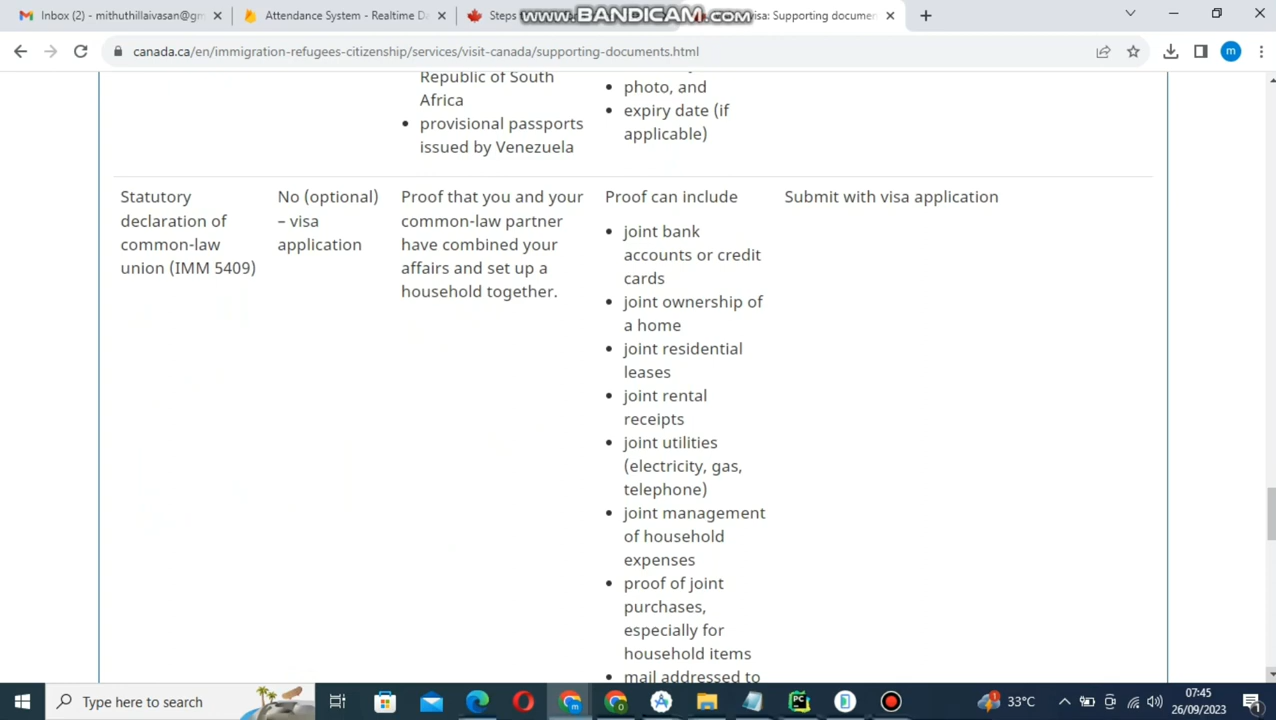 Inbox (2) - mithuthillaivasan@gm
Attendance System - Realtime Da
Steps
www.BANDICAM.com
visa: Supporting documen
canada.ca/en/immigration-refugees-citizenship/services/visit-canada/supporting-documents.html
m
Republic of South
Africa
provisional passports
issued by Venezuela
photo, and
expiry date (if
applicable)
Statutory
declaration of
common-law
union (IMM 5409)
No (optional)
– visa
application
Proof that you and your
common-law partner
have combined your
affairs and set up a
household together.
Proof can include
joint bank
accounts or credit
cards
joint ownership of
a home
joint residential
leases
joint rental
receipts
joint utilities
(electricity, gas,
telephone)
joint management
of household
expenses
proof of joint
purchases,
especially for
household items
mail addressed to
Submit with visa application
Type here to search
33°C
07:45
26/09/2023